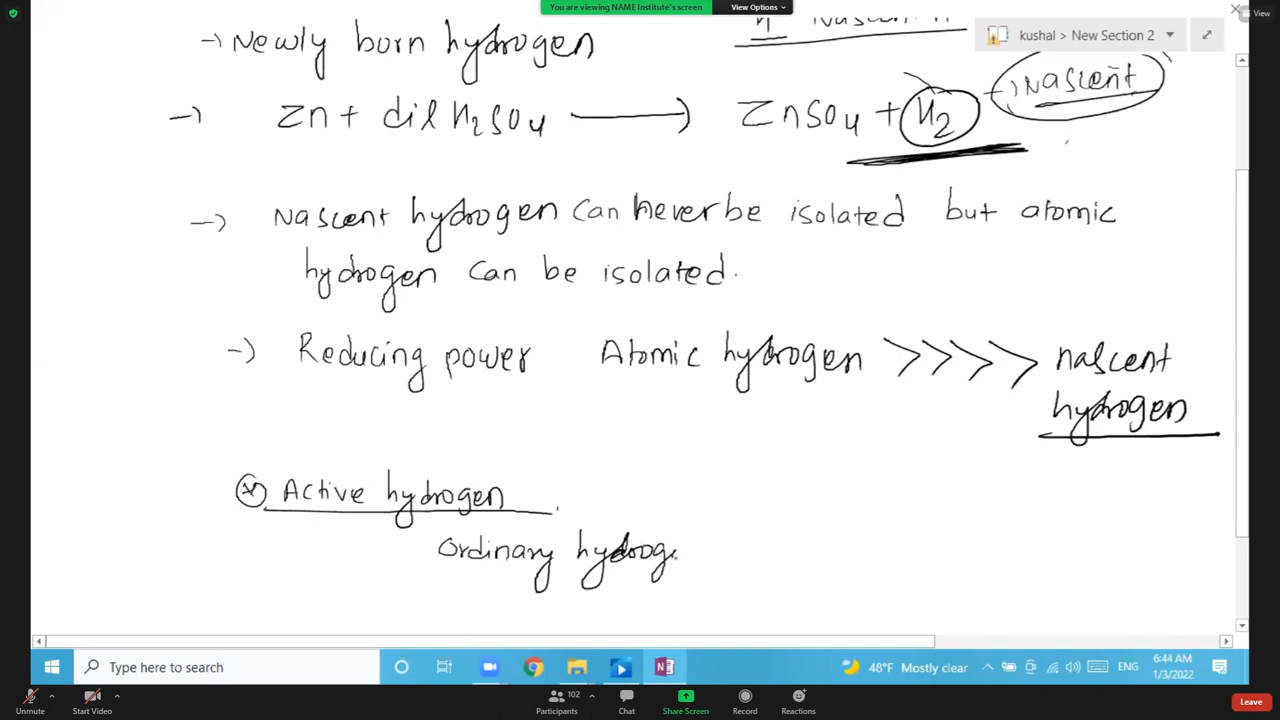 You are viewing NAME Institute's screen
View Options
View
kushal > New Section 2
→ Newly born hydrogen
→ Zn + dil H₂SO₄ ⟶ ZnSO₄ + H₂ → Nascent
→ Nascent hydrogen can never be isolated but atomic
hydrogen can be isolated.
→ Reducing power Atomic hydrogen >>>> nascent
hydrogen
* Active hydrogen
Ordinary hydroge
Type here to search
48°F Mostly clear
ENG
6:44 AM
1/3/2022
Unmute
Start Video
102
Participants
Chat
Share Screen
Record
Reactions
Leave